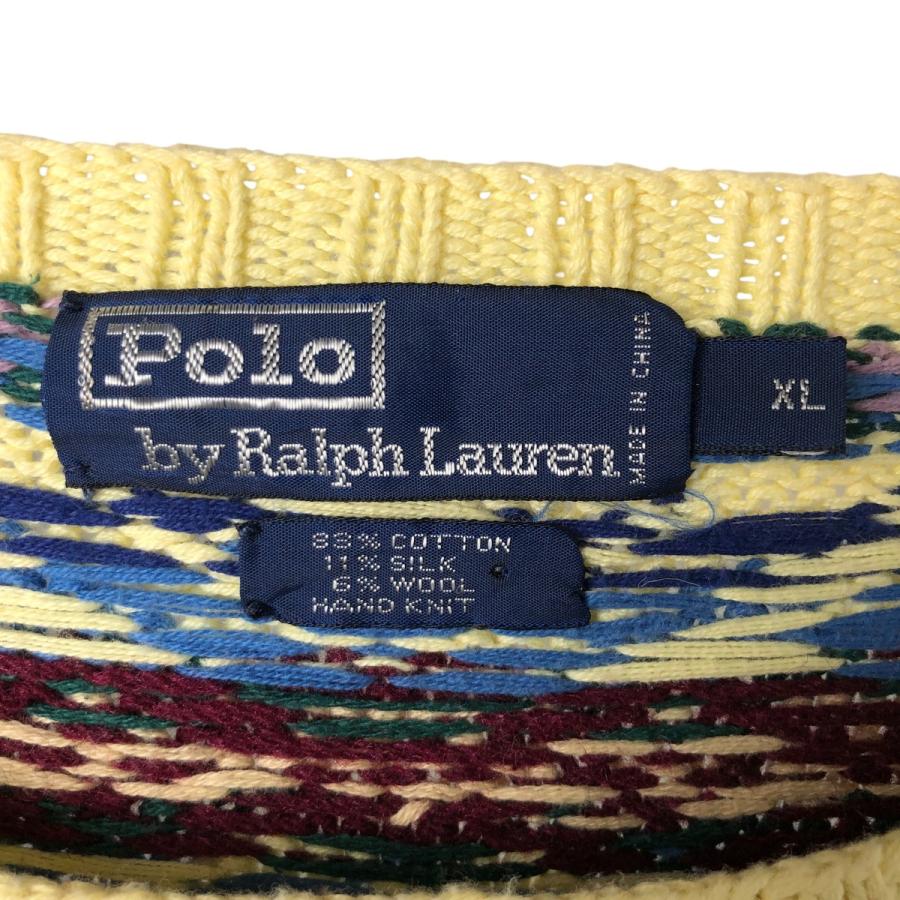 Polo
by Ralph Lauren
MADE IN CHINA
XL
83% COTTON
11% SILK
6% WOOL
HAND KNIT